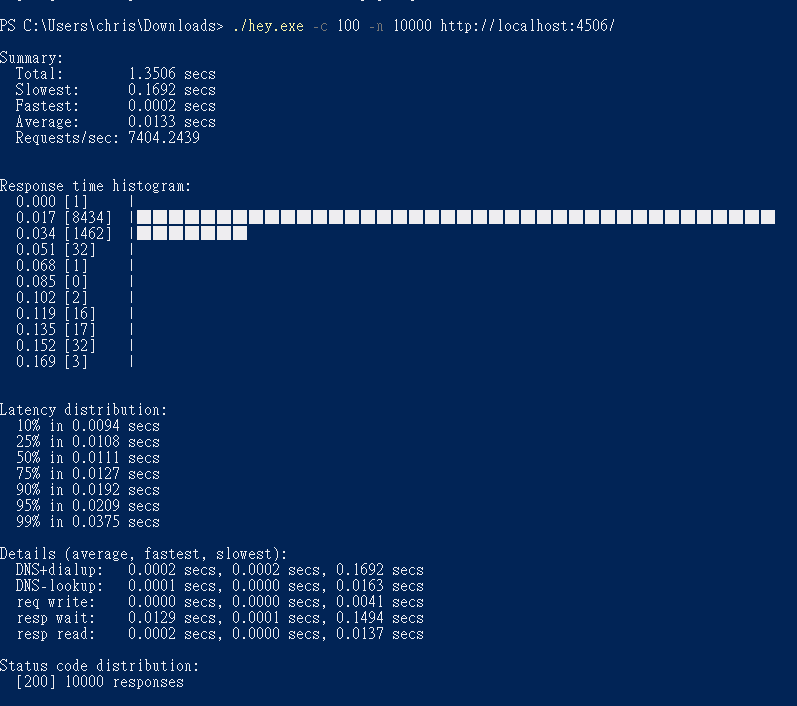 PS C:\Users\chris\Downloads> ./hey.exe -c 100 -n 10000 http://localhost:4506/
Summary:
Total: 1.3506 secs
Slowest: 0.1692 secs
Fastest: 0.0002 secs
Average: 0.0133 secs
Requests/sec: 7404.2439
Response time histogram:
0.000 [1] |
0.017 [8434] |■■■■■■■■■■■■■■■■■■■■■■■■■■■■■■■■■■■■■■■■
0.034 [1462] |■■■■■■■
0.051 [32] |
0.068 [1] |
0.085 [0] |
0.102 [2] |
0.119 [16] |
0.135 [17] |
0.152 [32] |
0.169 [3] |
Latency distribution:
10% in 0.0094 secs
25% in 0.0108 secs
50% in 0.0111 secs
75% in 0.0127 secs
90% in 0.0192 secs
95% in 0.0209 secs
99% in 0.0375 secs
Details (average, fastest, slowest):
DNS+dialup: 0.0002 secs, 0.0002 secs, 0.1692 secs
DNS-lookup: 0.0001 secs, 0.0000 secs, 0.0163 secs
req write: 0.0000 secs, 0.0000 secs, 0.0041 secs
resp wait: 0.0129 secs, 0.0001 secs, 0.1494 secs
resp read: 0.0002 secs, 0.0000 secs, 0.0137 secs
Status code distribution:
[200] 10000 responses